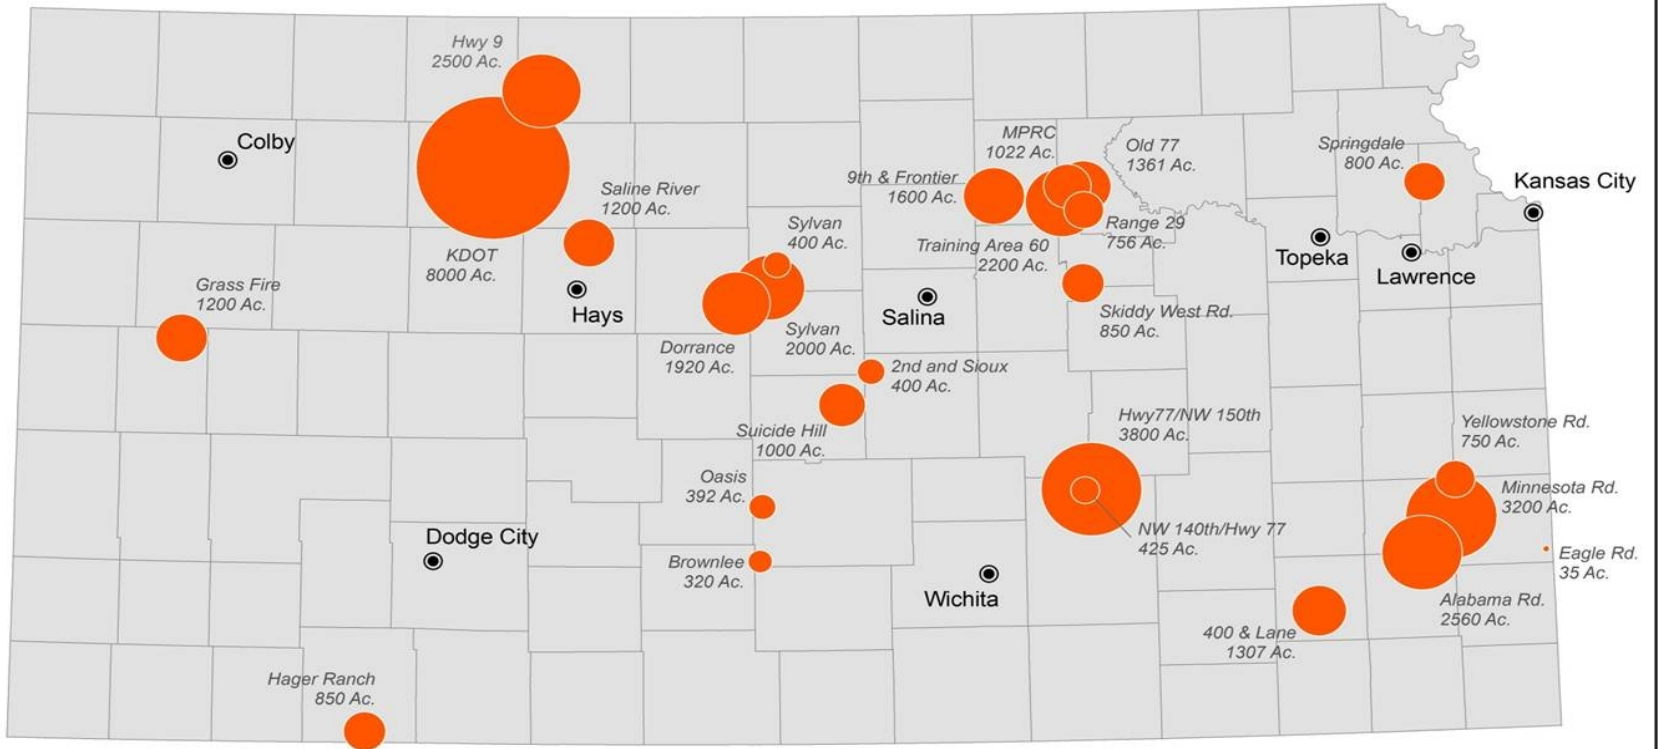 Hwy 9
2500 Ac.
Colby
KDOT
8000 Ac.
Saline River
1200 Ac.
Hays
Grass Fire
1200 Ac.
Sylvan
400 Ac.
Sylvan
2000 Ac.
Dorrance
1920 Ac.
9th & Frontier
1600 Ac.
MPRC
1022 Ac.
Old 77
1361 Ac.
Range 29
756 Ac.
Training Area 60
2200 Ac.
Skiddy West Rd.
850 Ac.
Salina
Springdale
800 Ac.
Kansas City
Topeka
Lawrence
2nd and Sioux
400 Ac.
Suicide Hill
1000 Ac.
Oasis
392 Ac.
Brownlee
320 Ac.
Dodge City
Wichita
Hwy77/NW 150th
3800 Ac.
NW 140th/Hwy 77
425 Ac.
Yellowstone Rd.
750 Ac.
Minnesota Rd.
3200 Ac.
Eagle Rd.
35 Ac.
Alabama Rd.
2560 Ac.
400 & Lane
1307 Ac.
Hager Ranch
850 Ac.